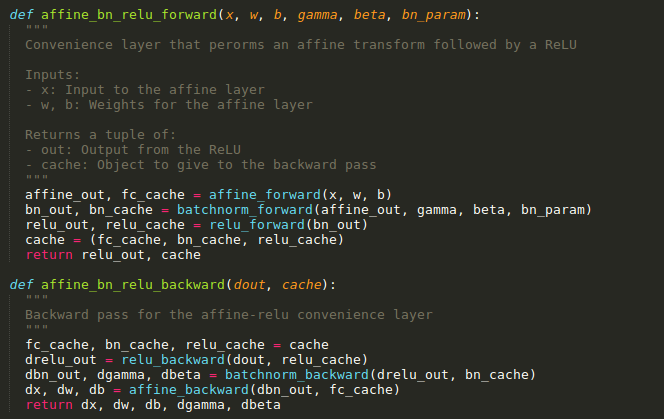 def affine_bn_relu_forward(x, w, b, gamma, beta, bn_param):
"""
Convenience layer that perorms an affine transform followed by a ReLU
Inputs:
- x: Input to the affine layer
- w, b: Weights for the affine layer
Returns a tuple of:
- out: Output from the ReLU
- cache: Object to give to the backward pass
"""
affine_out, fc_cache = affine_forward(x, w, b)
bn_out, bn_cache = batchnorm_forward(affine_out, gamma, beta, bn_param)
relu_out, relu_cache = relu_forward(bn_out)
cache = (fc_cache, bn_cache, relu_cache)
return relu_out, cache
def affine_bn_relu_backward(dout, cache):
"""
Backward pass for the affine-relu convenience layer
"""
fc_cache, bn_cache, relu_cache = cache
drelu_out = relu_backward(dout, relu_cache)
dbn_out, dgamma, dbeta = batchnorm_backward(drelu_out, bn_cache)
dx, dw, db = affine_backward(dbn_out, fc_cache)
return dx, dw, db, dgamma, dbeta